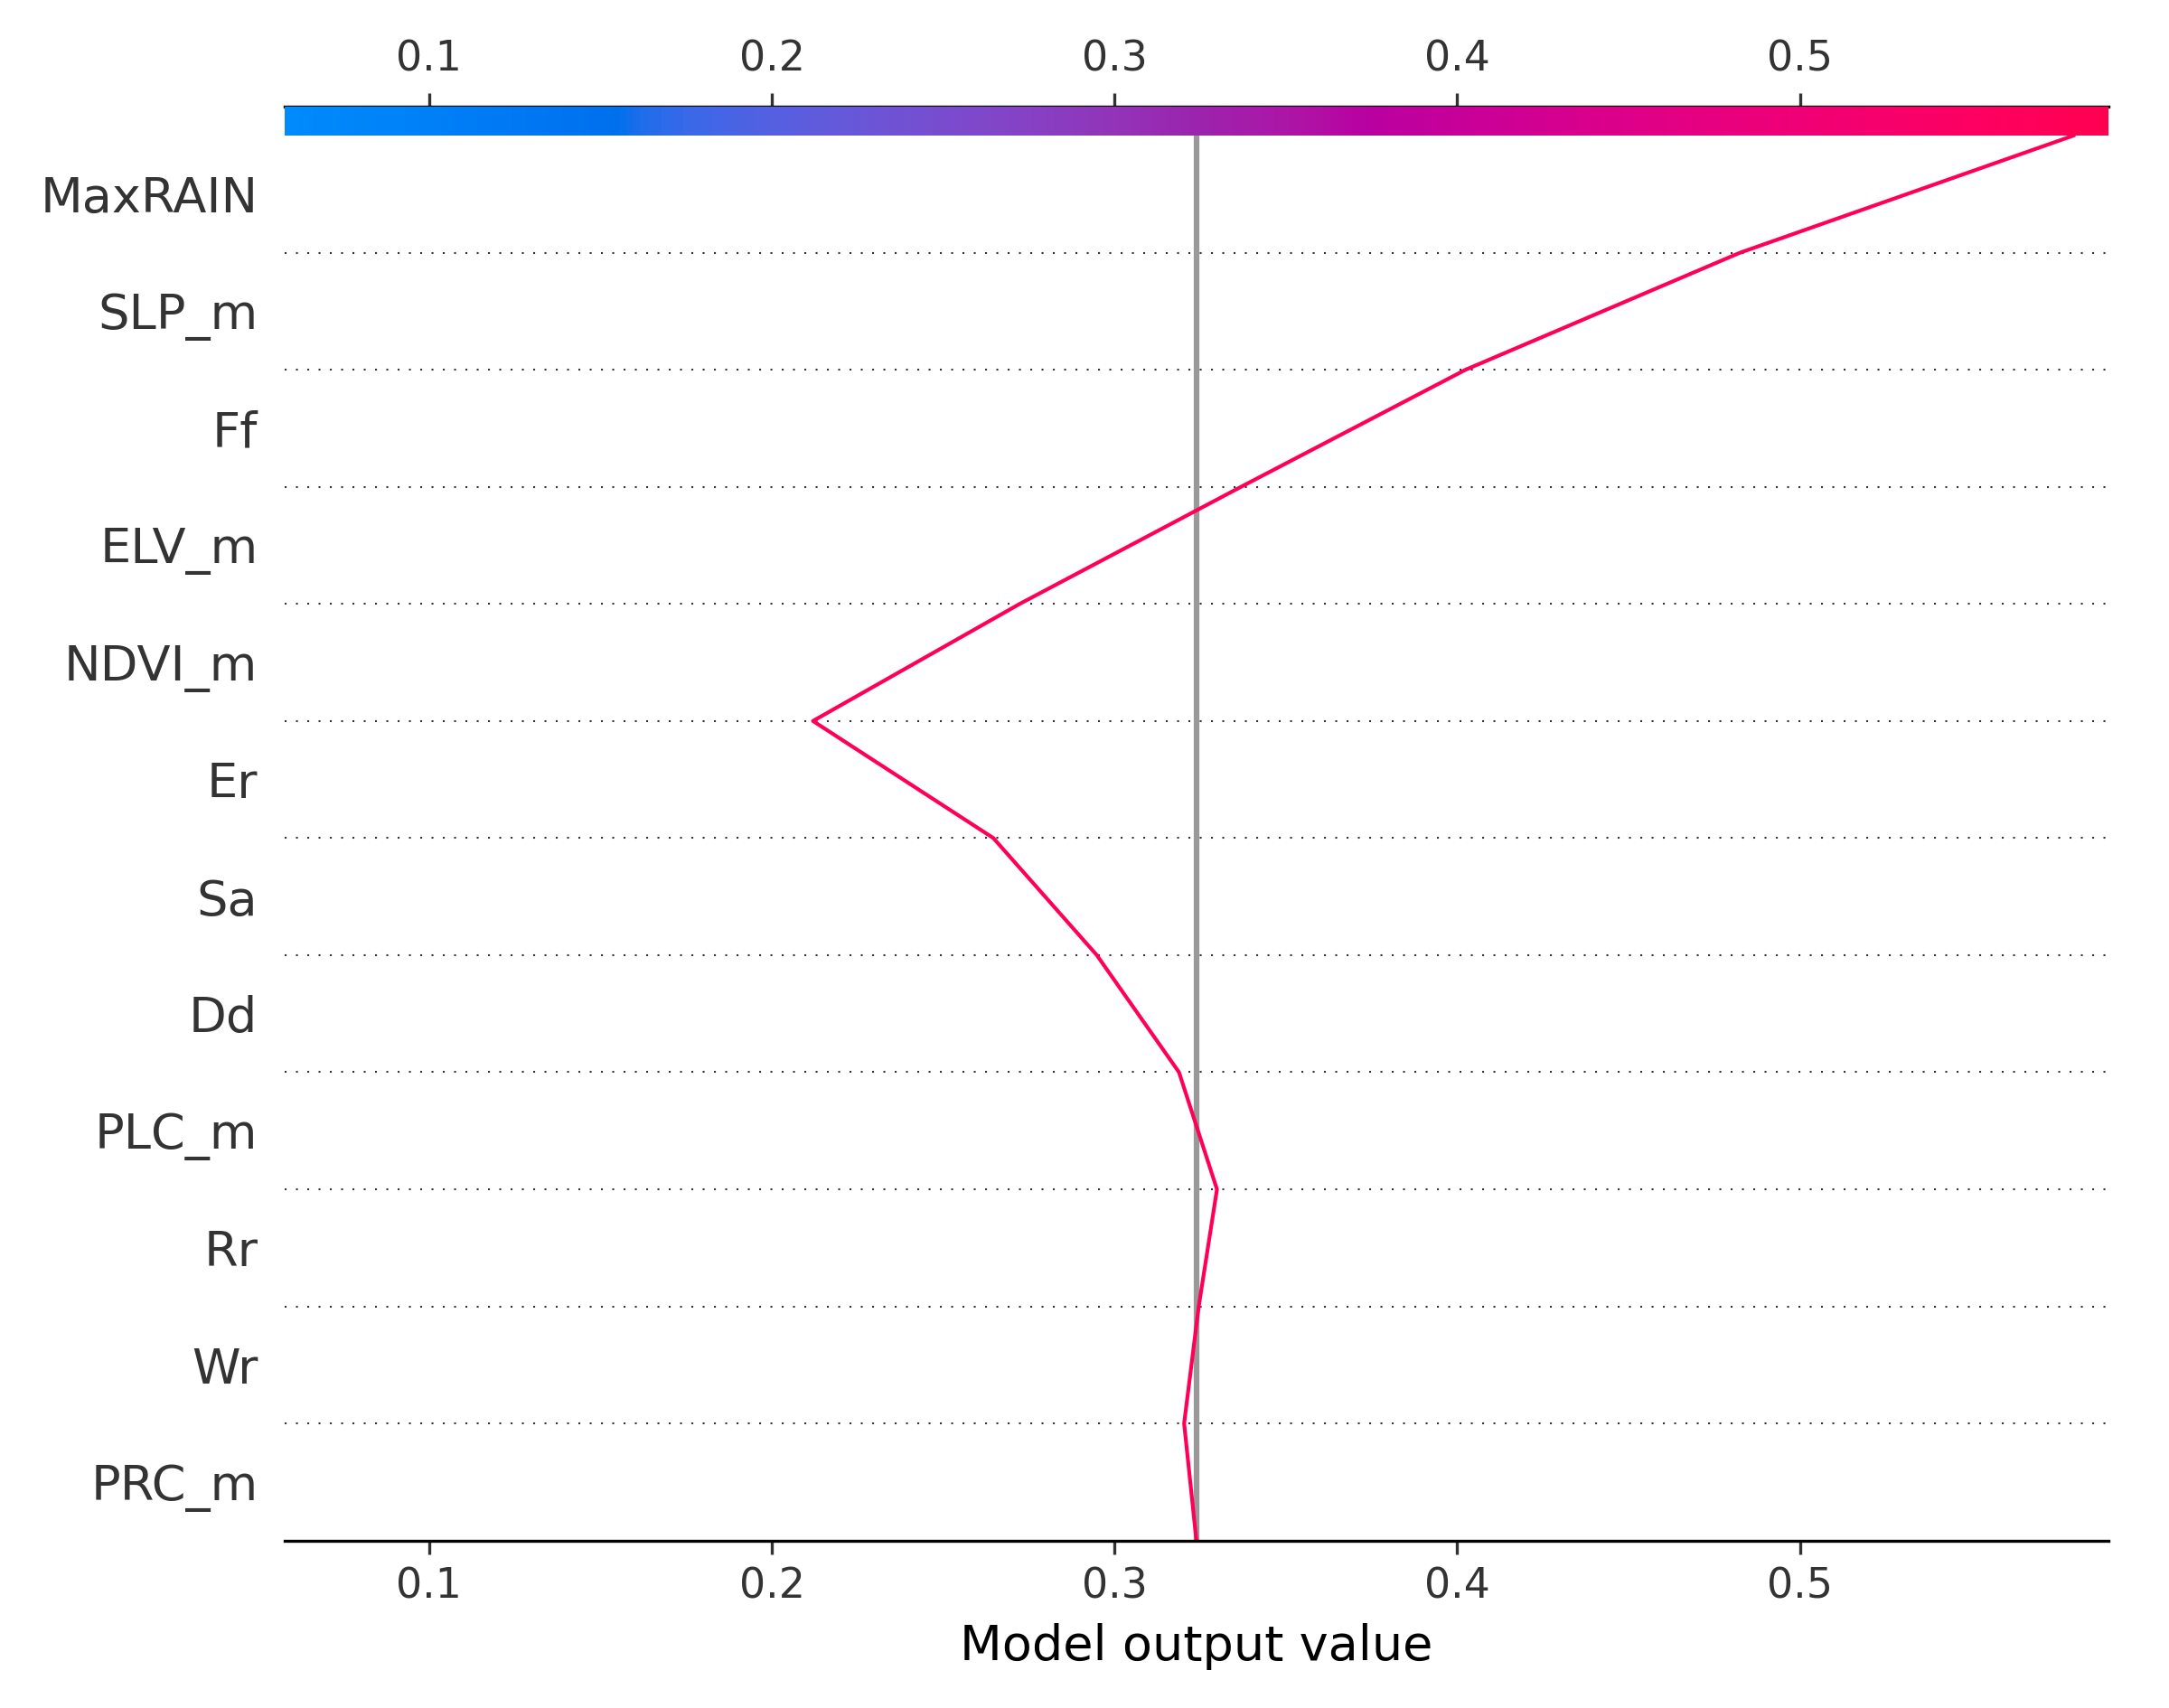 0.1 0.2 0.3 0.4 0.5
MaxRAIN
SLP_m
Ff
ELV_m
NDVI_m
Er
Sa
Dd
PLC_m
Rr
Wr
PRC_m
0.1 0.2 0.3 0.4 0.5
Model output value